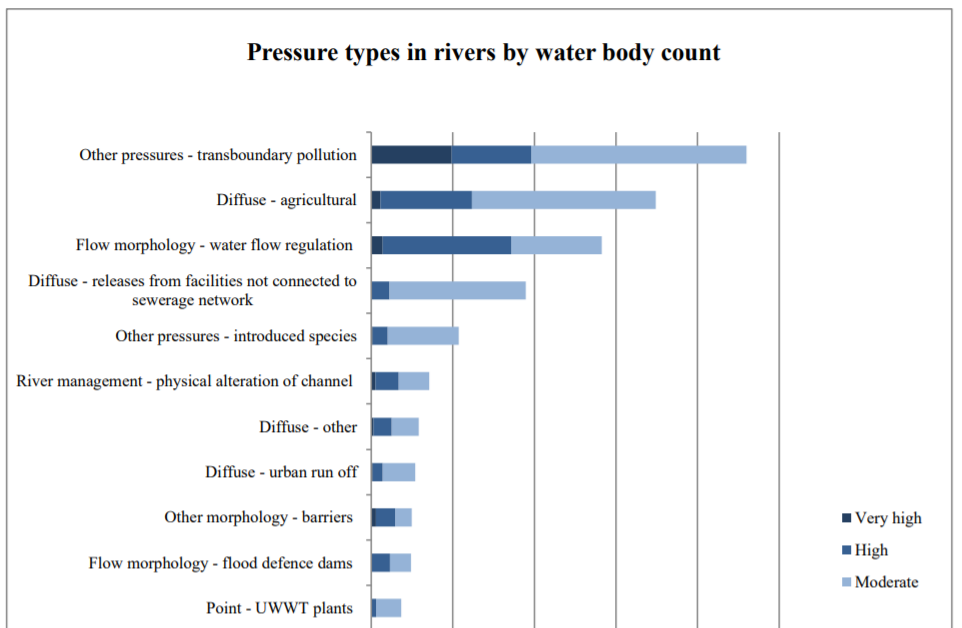 Pressure types in rivers by water body count
Other pressures - transboundary pollution
Diffuse - agricultural
Flow morphology - water flow regulation
Diffuse - releases from facilities not connected to
sewerage network
Other pressures - introduced species
River management - physical alteration of channel
Diffuse - other
Diffuse - urban run off
Other morphology - barriers
Flow morphology - flood defence dams
Point - UWWT plants
Very high
High
Moderate